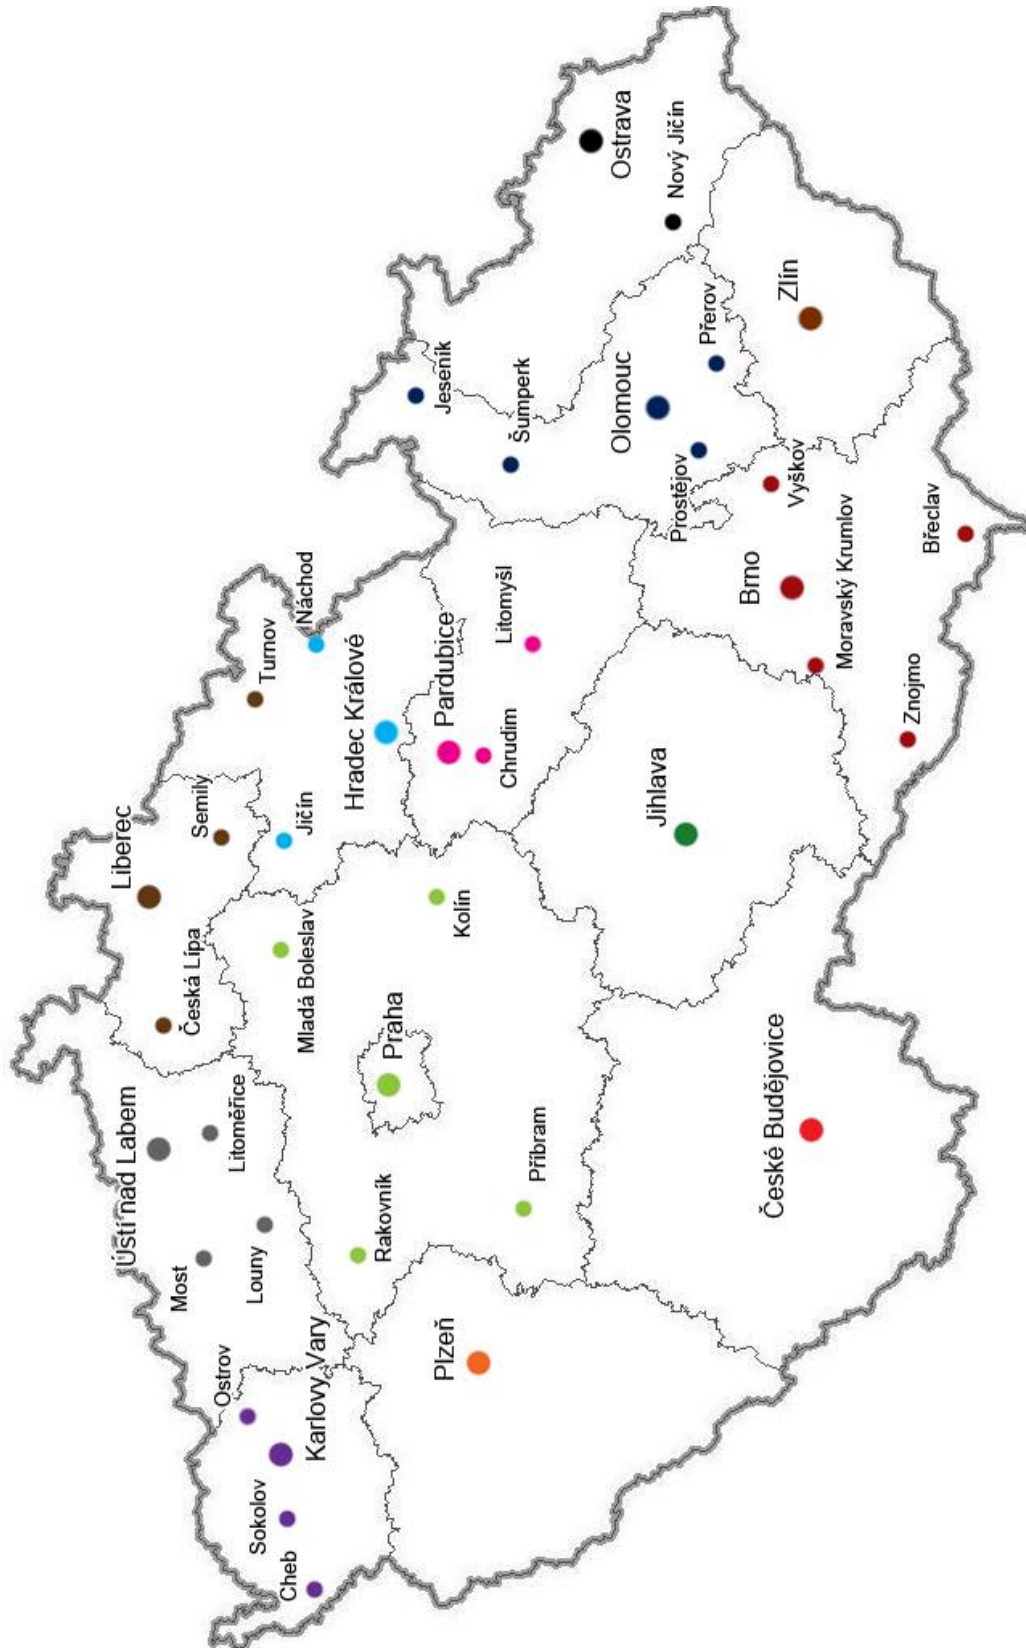 Liberec
Česká Lípa
Semily
Turnov
Ústí nad Labem
Most
Litoměřice
Louny
Ostrov
Karlovy Vary
Sokolov
Cheb
Mladá Boleslav
Jičín
Náchod
Hradec Králové
Rakovník
Praha
Kolín
Pardubice
Chrudim
Litomyšl
Jeseník
Šumperk
Plzeň
Příbram
Ostrava
Nový Jičín
Olomouc
Přerov
Prostějov
Jihlava
Brno
Vyškov
Moravský Krumlov
Zlín
České Budějovice
Znojmo
Břeclav